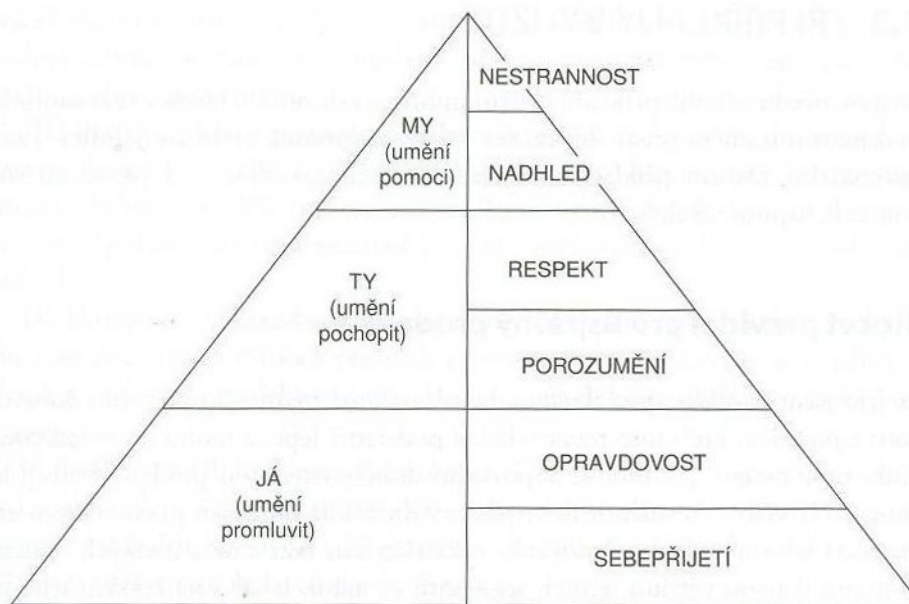 NESTRANNOST
MY
(umění
pomoci)
NADHLED
TY
(umění
pochopit)
RESPEKT
POROZUMĚNÍ
JÁ
(umění
promluvit)
OPRAVDOVOST
SEBEPŘIJETÍ